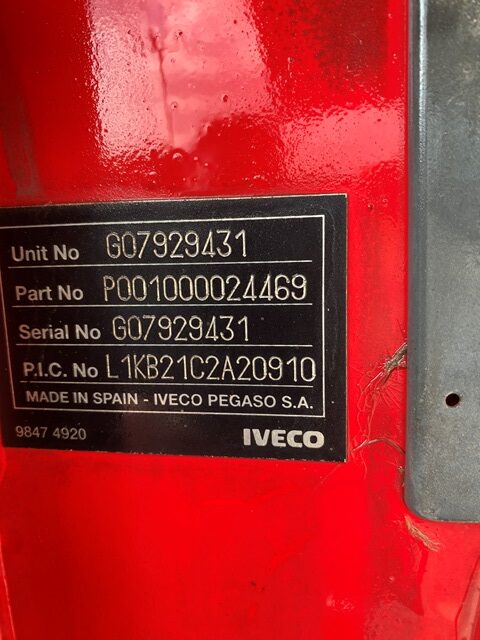 Unit No G07929431
Part No P001000024469
Serial No G07929431
P.I.C. No L1KB21C2A20910
MADE IN SPAIN - IVECO PEGASO S.A.
9847 4920 IVECO